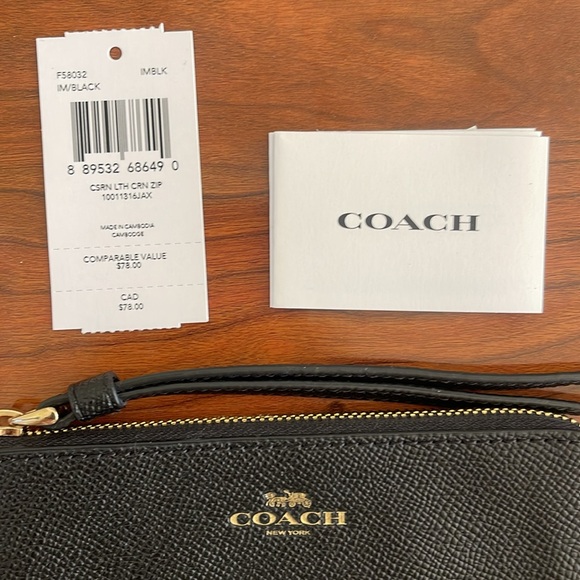 F58032 IMBLK
IM/BLACK
8 89532 68649 0
CSRN LTH CRN ZIP
10011316JAX
MADE IN CAMBODIA
CAMBODGE
COMPARABLE VALUE
$78.00
CAD
$78.00
COACH
COACH
NEW YORK